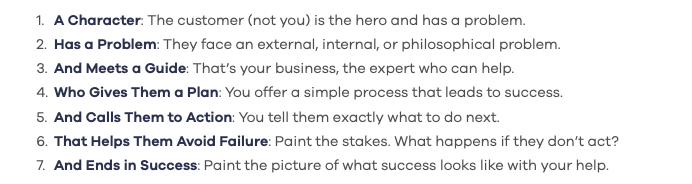 1. A Character: The customer (not you) is the hero and has a problem.
2. Has a Problem: They face an external, internal, or philosophical problem.
3. And Meets a Guide: That’s your business, the expert who can help.
4. Who Gives Them a Plan: You offer a simple process that leads to success.
5. And Calls Them to Action: You tell them exactly what to do next.
6. That Helps Them Avoid Failure: Paint the stakes. What happens if they don’t act?
7. And Ends in Success: Paint the picture of what success looks like with your help.